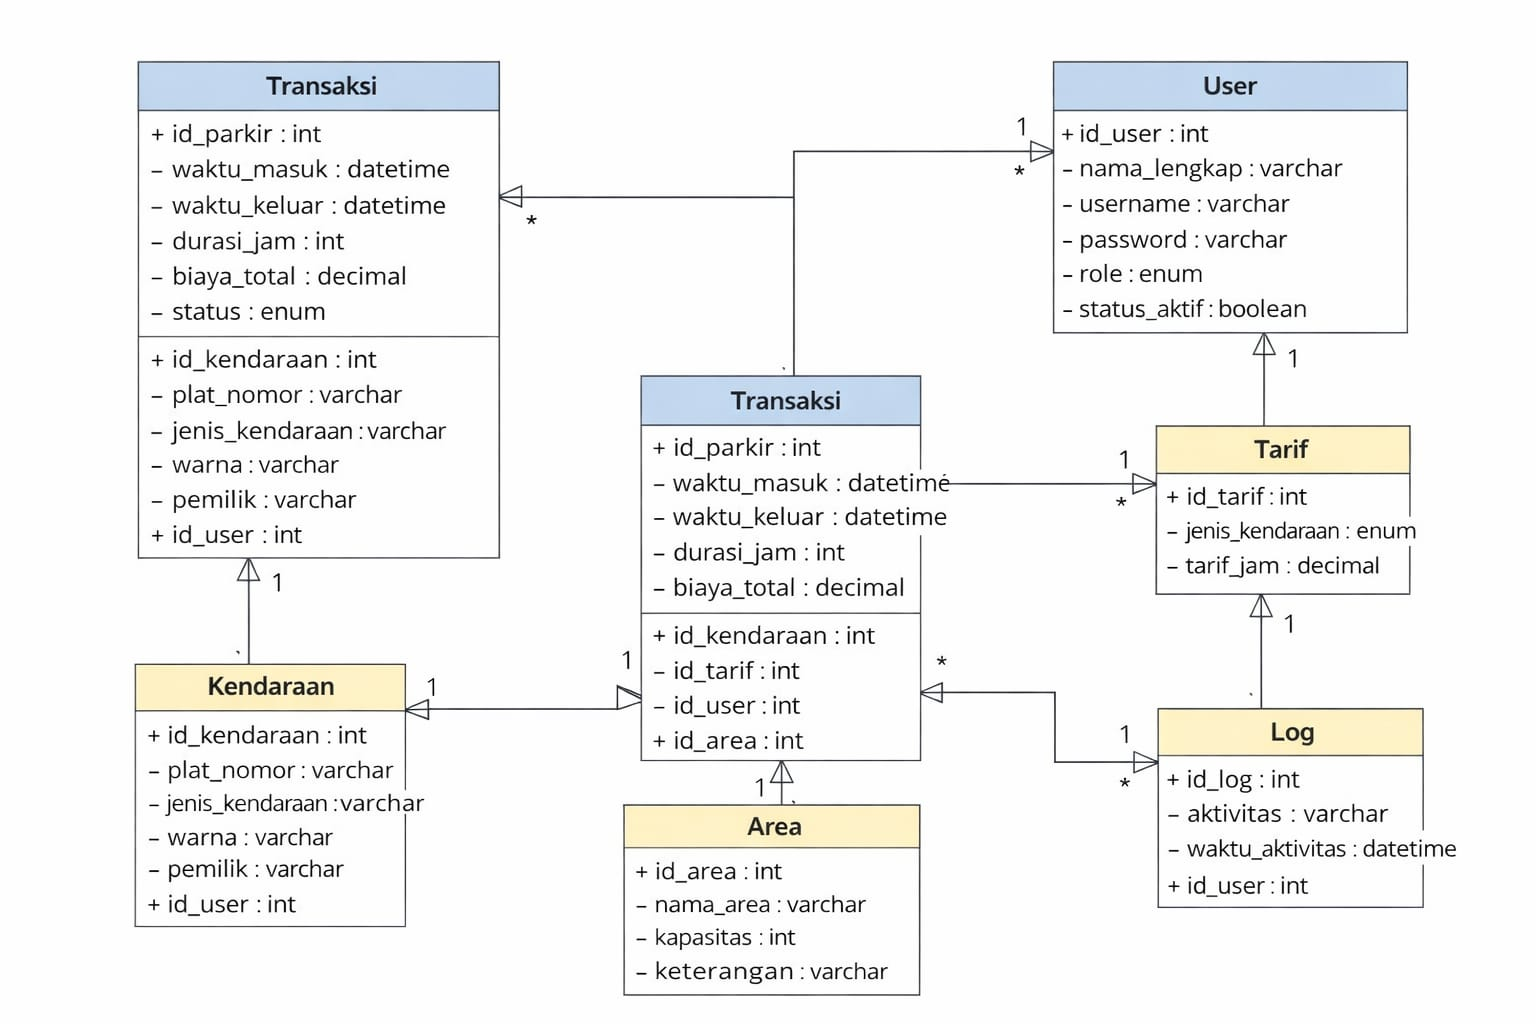 Transaksi
+ id_parkir : int
– waktu_masuk : datetime
– waktu_keluar : datetime
– durasi_jam : int
– biaya_total : decimal
– status : enum
+ id_kendaraan : int
– plat_nomor : varchar
– jenis_kendaraan : varchar
– warna : varchar
– pemilik : varchar
+ id_user : int
*
1
User
+ id_user : int
– nama_lengkap : varchar
– username : varchar
– password : varchar
– role : enum
– status_aktif : boolean
1
*
1
Transaksi
+ id_parkir : int
– waktu_masuk : datetime
– waktu_keluar : datetime
– durasi_jam : int
– biaya_total : decimal
+ id_kendaraan : int
– id_tarif : int
– id_user : int
+ id_area : int
1
*
1
Tarif
+ id_tarif : int
– jenis_kendaraan : enum
– tarif_jam : decimal
1
*
1
Kendaraan
+ id_kendaraan : int
– plat_nomor : varchar
– jenis_kendaraan : varchar
– warna : varchar
– pemilik : varchar
+ id_user : int
1
Area
+ id_area : int
– nama_area : varchar
– kapasitas : int
– keterangan : varchar
1
Log
+ id_log : int
– aktivitas : varchar
– waktu_aktivitas : datetime
+ id_user : int
1
*